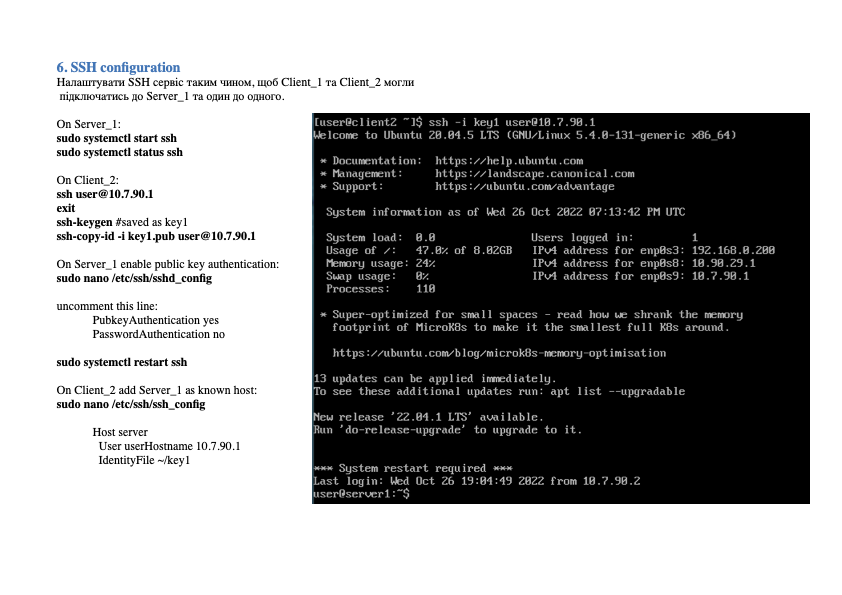 6. SSH configuration
Налаштувати SSH сервіс таким чином, щоб Client_1 та Client_2 могли
підключатись до Server_1 та один до одного.
On Server_1:
sudo systemctl start ssh
sudo systemctl status ssh
On Client_2:
ssh user@10.7.90.1
exit
ssh-keygen #saved as key1
ssh-copy-id -i key1.pub user@10.7.90.1
On Server_1 enable public key authentication:
sudo nano /etc/ssh/sshd_config
uncomment this line:
PubkeyAuthentication yes
PasswordAuthentication no
sudo systemctl restart ssh
On Client_2 add Server_1 as known host:
sudo nano /etc/ssh/ssh_config
Host server
User userHostname 10.7.90.1
IdentityFile ~/key1
[user@client2 ~]$ ssh -i key1 user@10.7.90.1
Welcome to Ubuntu 20.04.5 LTS (GNU/Linux 5.4.0-131-generic x86_64)
* Documentation: https://help.ubuntu.com
* Management: https://landscape.canonical.com
* Support: https://ubuntu.com/advantage
System information as of Wed 26 Oct 2022 07:13:42 PM UTC
System load: 0.0 Users logged in: 1
Usage of /: 47.0% of 8.02GB IPv4 address for enp0s3: 192.168.0.200
Memory usage: 24% IPv4 address for enp0s8: 10.90.29.1
Swap usage: 0% IPv4 address for enp0s9: 10.7.90.1
Processes: 110
* Super-optimized for small spaces - read how we shrank the memory
footprint of MicroK8s to make it the smallest full K8s around.
https://ubuntu.com/blog/microk8s-memory-optimisation
13 updates can be applied immediately.
To see these additional updates run: apt list --upgradable
New release '22.04.1 LTS' available.
Run 'do-release-upgrade' to upgrade to it.
*** System restart required ***
Last login: Wed Oct 26 19:04:49 2022 from 10.7.90.2
user@server1:~$